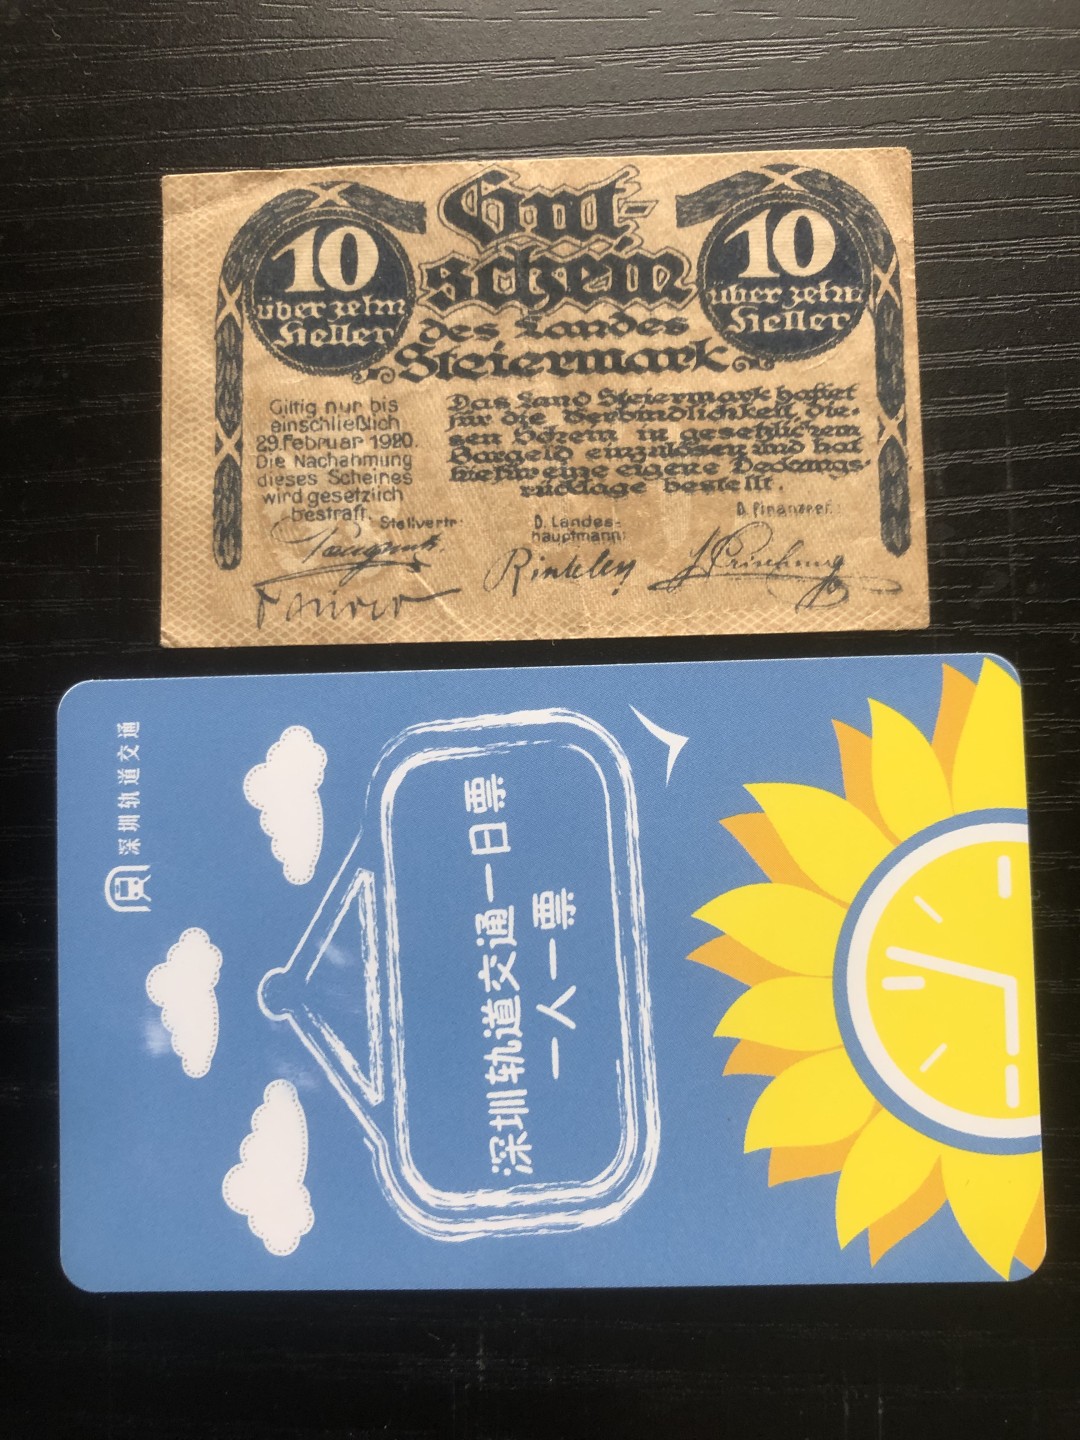 Gut-
schein
des Landes
Steiermark
10
über zehn
Heller
10
über zehn
Heller
Giltig nur bis
einschließlich
29. Februar 1920.
Die Nachahmung
dieses Scheines
wird gesetzlich
bestraft.
Das Land Steiermark haftet
für die Verbindlichkeit, die-
sen Schein in gesetzlichem
Bargeld einzulösen und hat
hiefür eine eigene Deckungs-
rücklage bestellt.
Stellvertr:
D. Landes-
hauptmann:
D. Finanzref.:
Rintelen
深圳轨道交通
深圳轨道交通一日票
一人一票